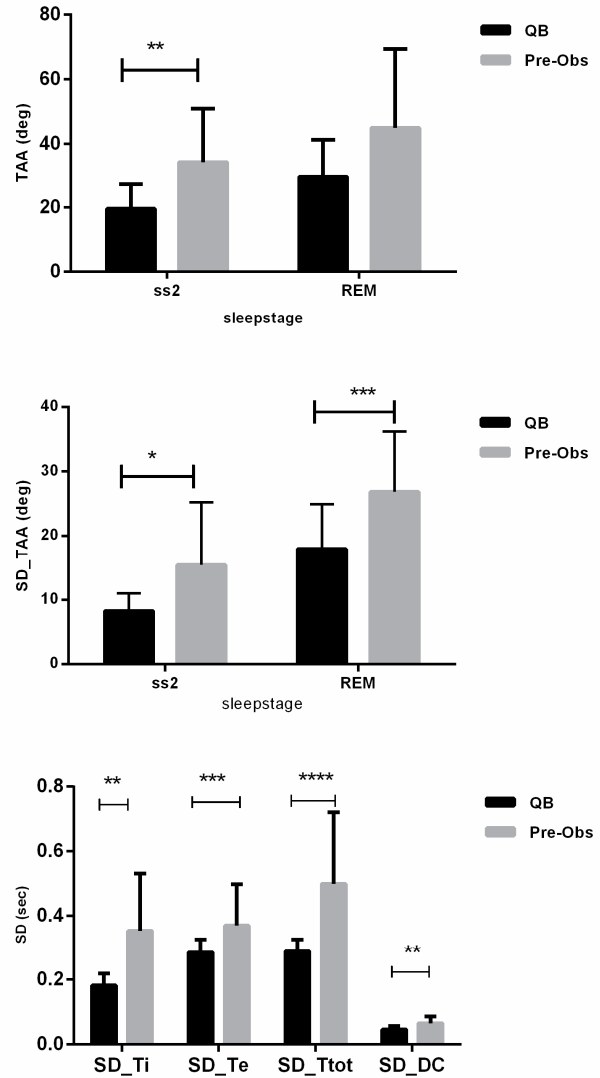 80
60
40
20
0
TAA (deg)
**
QB
Pre-Obs
ss2 REM
sleepstage
40
30
20
10
0
SD_TAA (deg)
*
***
QB
Pre-Obs
ss2 REM
sleepstage
0.8
0.6
0.4
0.2
0.0
SD (sec)
** *** ****
**
QB
Pre-Obs
SD_Ti SD_Te SD_Ttot SD_DC